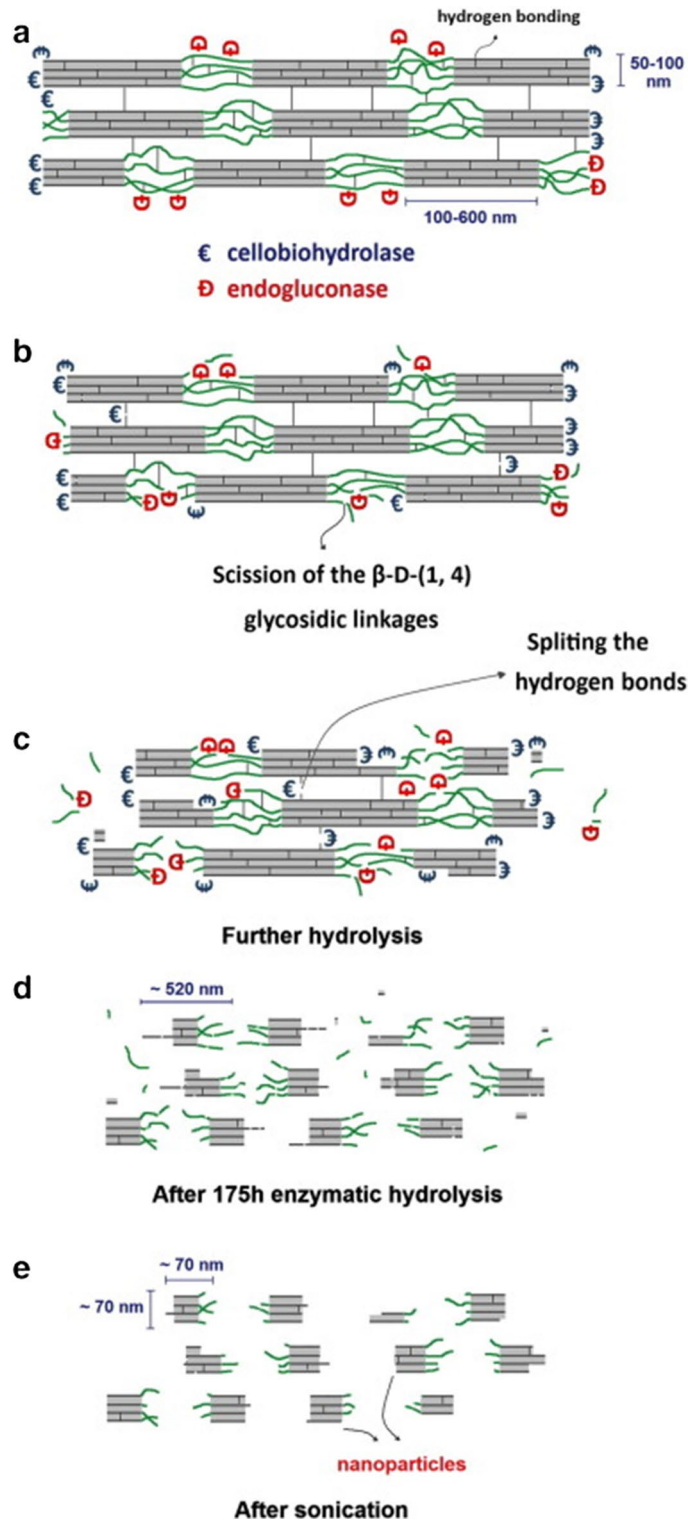 a
hydrogen bonding
50-100
nm
100-600 nm
€ cellobiohydrolase
Đ endogluconase
b
Scission of the β-D-(1, 4)
glycosidic linkages
Spliting the
hydrogen bonds
c
Further hydrolysis
d
~ 520 nm
After 175h enzymatic hydrolysis
e
~ 70 nm
~ 70 nm
nanoparticles
After sonication